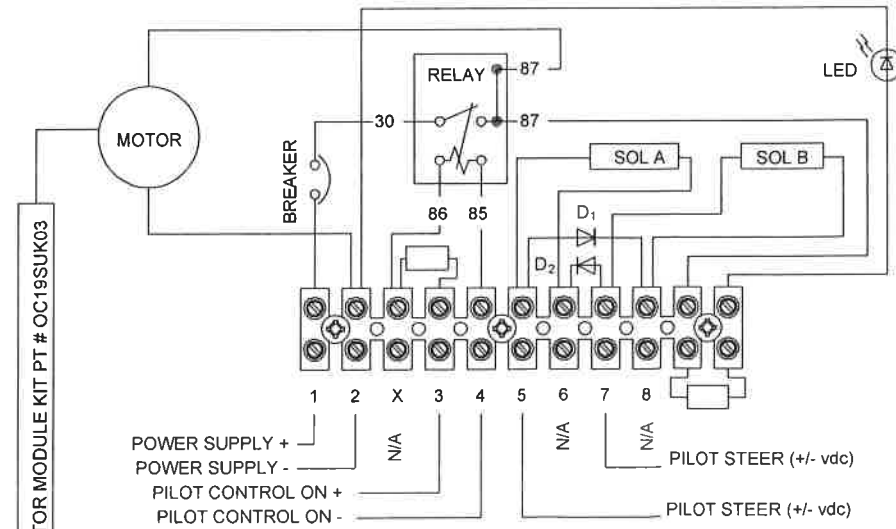 RELAY
87
LED
MOTOR
30
87
BREAKER
SOL A
SOL B
86
85
D1
D2
TOR MODULE KIT PT # OC19SUK03
1 2 X 3 4 5 6 7 8
N/A
N/A
N/A
POWER SUPPLY +
POWER SUPPLY -
PILOT CONTROL ON +
PILOT CONTROL ON -
PILOT STEER (+/- vdc)
PILOT STEER (+/- vdc)